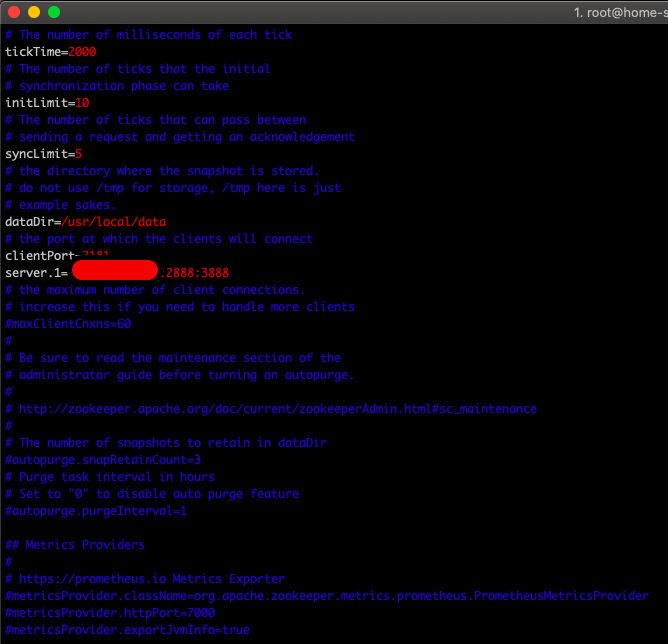 1. root@home-s
# The number of milliseconds of each tick
tickTime=2000
# The number of ticks that the initial
# synchronization phase can take
initLimit=10
# The number of ticks that can pass between
# sending a request and getting an acknowledgement
syncLimit=5
# the directory where the snapshot is stored.
# do not use /tmp for storage, /tmp here is just
# example sakes.
dataDir=/usr/local/data
# the port at which the clients will connect
clientPort=2181
server.1= :2888:3888
# the maximum number of client connections.
# increase this if you need to handle more clients
#maxClientCnxns=60
#
# Be sure to read the maintenance section of the
# administrator guide before turning on autopurge.
#
# http://zookeeper.apache.org/doc/current/zookeeperAdmin.html#sc_maintenance
#
# The number of snapshots to retain in dataDir
#autopurge.snapRetainCount=3
# Purge task interval in hours
# Set to "0" to disable auto purge feature
#autopurge.purgeInterval=1
## Metrics Providers
#
# https://prometheus.io Metrics Exporter
#metricsProvider.className=org.apache.zookeeper.metrics.prometheus.PrometheusMetricsProvider
#metricsProvider.httpPort=7000
#metricsProvider.exportJvmInfo=true